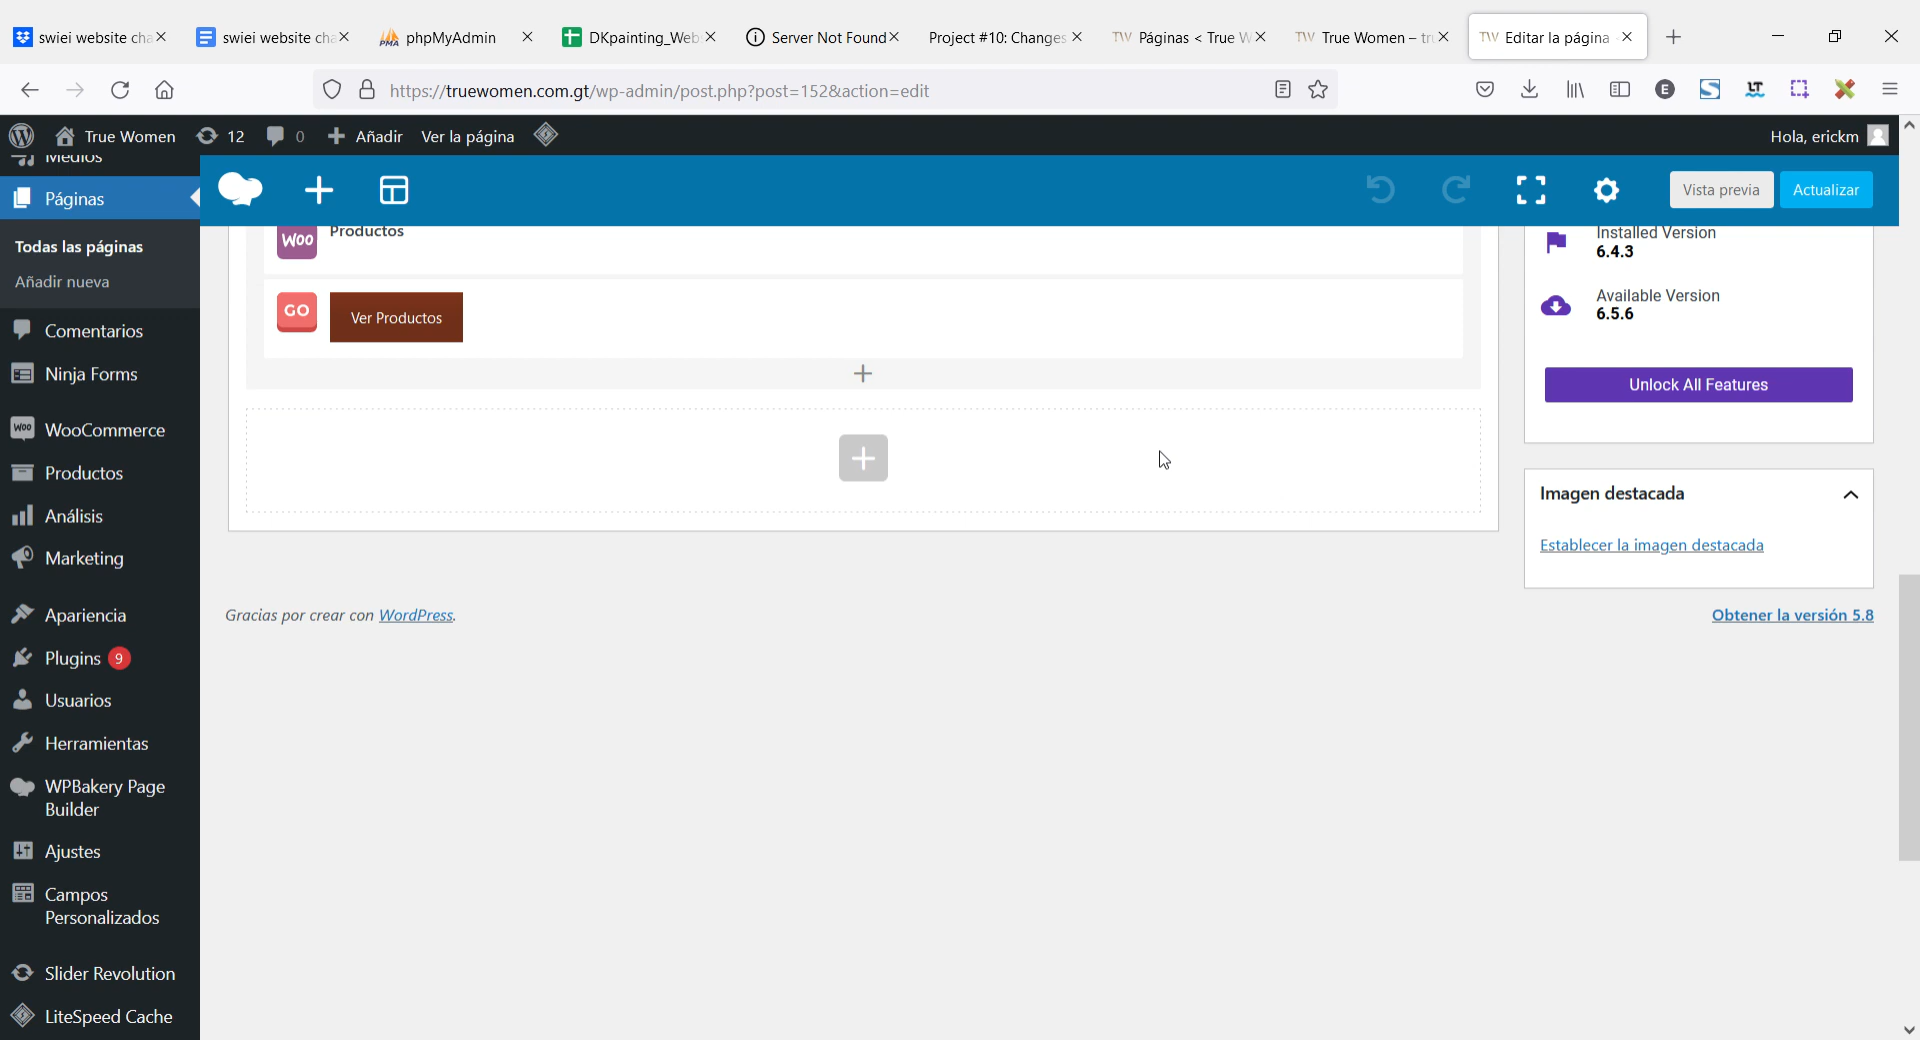 swiei website cha
swiei website cha
phpMyAdmin
DKpainting_Web
Server Not Found
Project #10: Changes
Páginas < True W
True Women – tr
Editar la página
https://truewomen.com.gt/wp-admin/post.php?post=152&action=edit
True Women
12
0
Añadir
Ver la página
Hola, erickm
Medios
Páginas
Todas las páginas
Añadir nueva
Comentarios
Ninja Forms
WooCommerce
Productos
Análisis
Marketing
Apariencia
Plugins 9
Usuarios
Herramientas
WPBakery Page
Builder
Ajustes
Campos
Personalizados
Slider Revolution
LiteSpeed Cache
Vista previa
Actualizar
WOO
Productos
GO
Ver Productos
Installed Version
6.4.3
Available Version
6.5.6
Unlock All Features
Imagen destacada
Establecer la imagen destacada
Gracias por crear con WordPress.
Obtener la versión 5.8